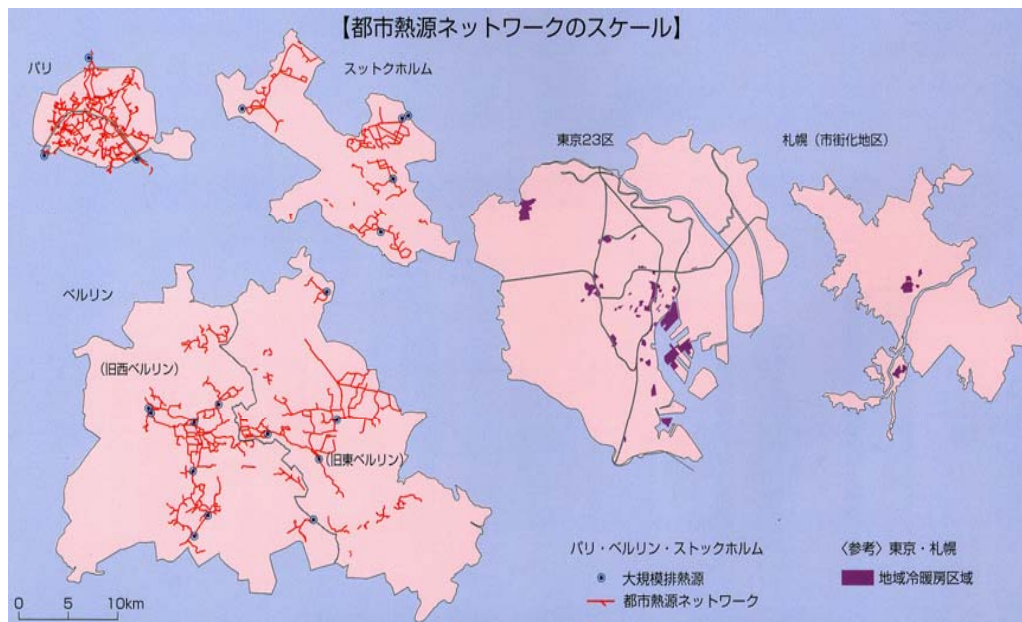 【都市熱源ネットワークのスケール】
パリ
スットクホルム
東京23区
札幌（市街化地区）
ベルリン
（旧西ベルリン）
（旧東ベルリン）
パリ・ベルリン・ストックホルム
大規模排熱源
都市熱源ネットワーク
〈参考〉東京・札幌
地域冷暖房区域
0 5 10km